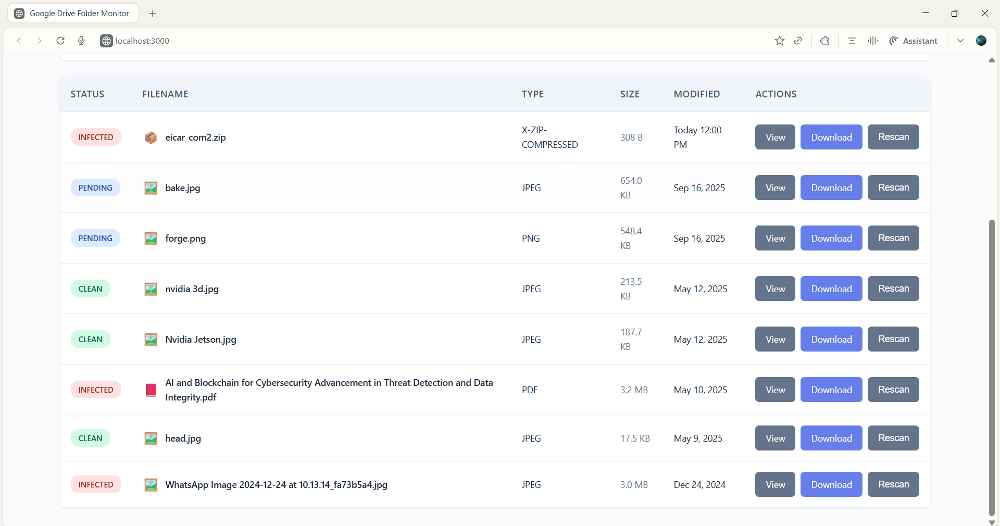 Google Drive Folder Monitor
localhost:3000
Assistant
STATUS FILENAME TYPE SIZE MODIFIED ACTIONS
INFECTED eicar_com2.zip X-ZIP-
COMPRESSED 308 B Today 12:00
PM View Download Rescan
PENDING bake.jpg JPEG 654.0
KB Sep 16, 2025 View Download Rescan
PENDING forge.png PNG 548.4
KB Sep 16, 2025 View Download Rescan
CLEAN nvidia 3d.jpg JPEG 213.5
KB May 12, 2025 View Download Rescan
CLEAN Nvidia Jetson.jpg JPEG 187.7
KB May 12, 2025 View Download Rescan
INFECTED AI and Blockchain for Cybersecurity Advancement in Threat Detection and Data
Integrity.pdf PDF 3.2 MB May 10, 2025 View Download Rescan
CLEAN head.jpg JPEG 17.5 KB May 9, 2025 View Download Rescan
INFECTED WhatsApp Image 2024-12-24 at 10.13.14_fa73b5a4.jpg JPEG 3.0 MB Dec 24, 2024 View Download Rescan